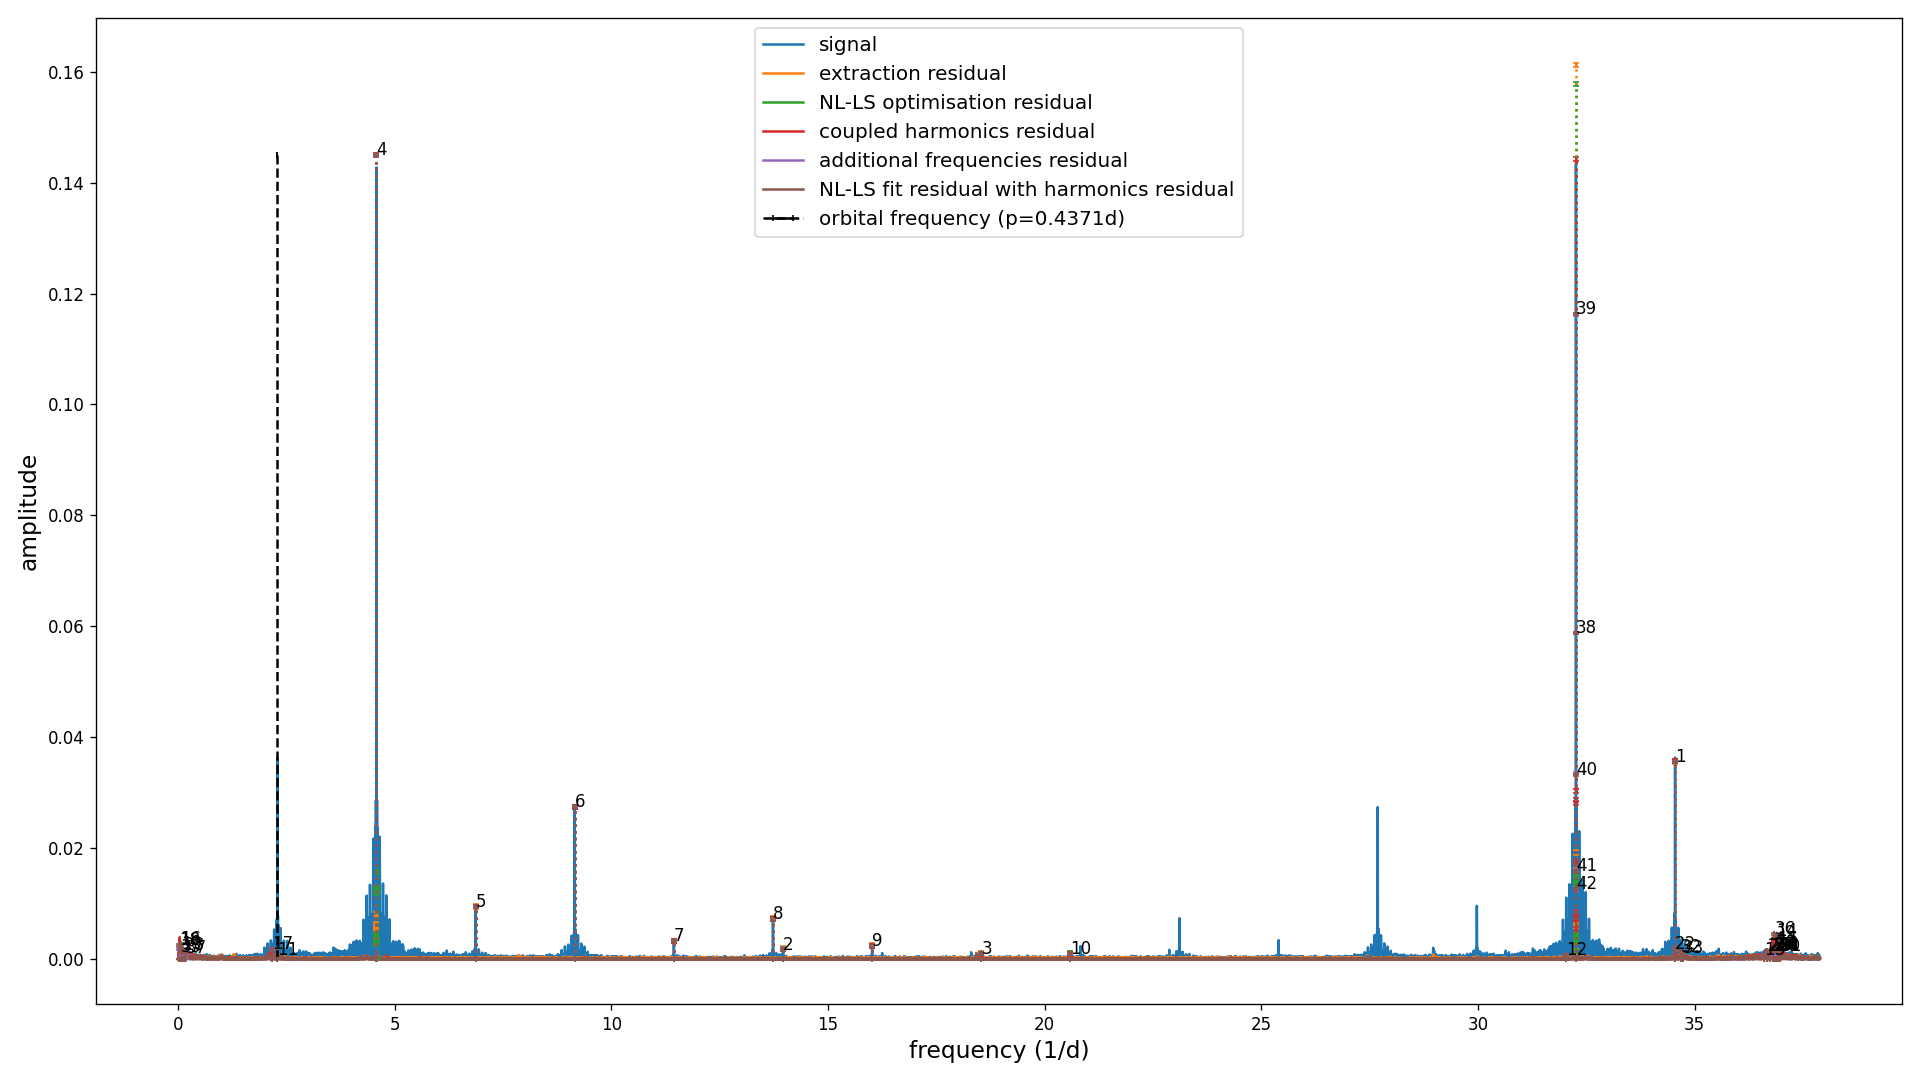 signal
extraction residual
NL-LS optimisation residual
coupled harmonics residual
additional frequencies residual
NL-LS fit residual with harmonics residual
orbital frequency (p=0.4371d)
0.16
0.14
0.12
0.10
0.08
0.06
0.04
0.02
0.00
amplitude
4
39
38
40
41
42
1
6
5
8
7
2
9
3
10
11
12
36
0 5 10 15 20 25 30 35
frequency (1/d)